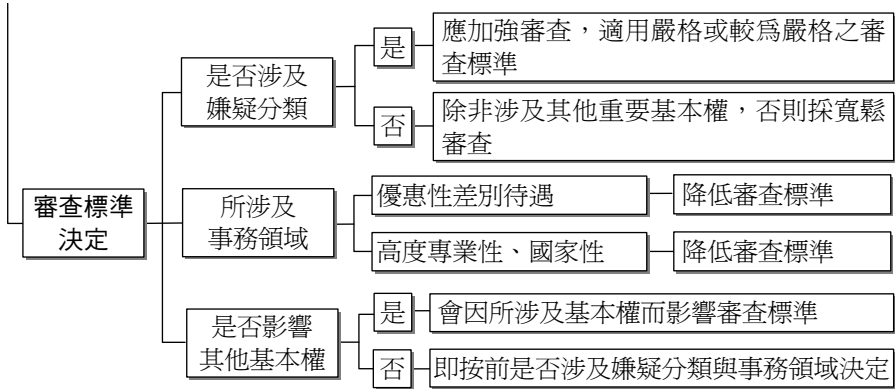 是
應加強審查，適用嚴格或較爲嚴格之審
查標準
是否涉及
嫌疑分類
否
除非涉及其他重要基本權，否則採寬鬆
審查
審查標準
決定
所涉及
事務領域
優惠性差別待遇
降低審查標準
高度專業性、國家性
降低審查標準
是否影響
其他基本權
是
會因所涉及基本權而影響審查標準
否
即按前是否涉及嫌疑分類與事務領域決定